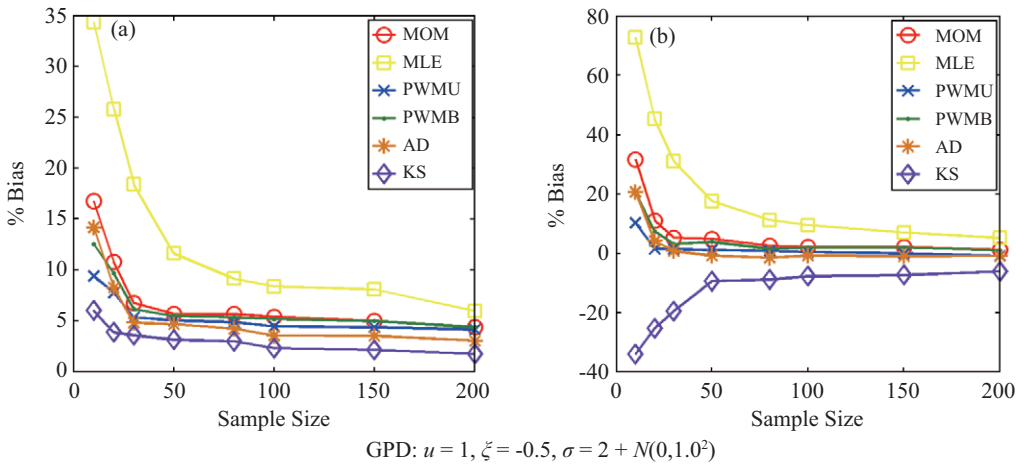 (a)
MOM
MLE
PWMU
PWMB
AD
KS
% Bias
35
30
25
20
15
10
5
0
0 50 100 150 200
Sample Size
(b)
MOM
MLE
PWMU
PWMB
AD
KS
% Bias
80
60
40
20
0
-20
-40
0 50 100 150 200
Sample Size
GPD: u = 1, ξ = -0.5, σ = 2 + N(0,1.0²)